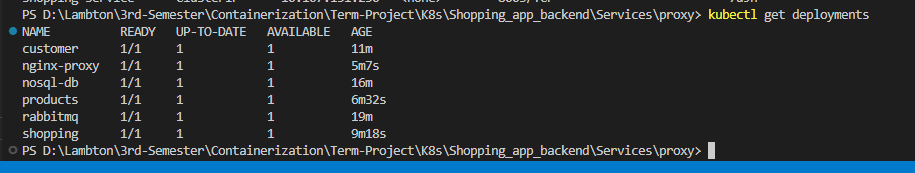 PS D:\Lambton\3rd-Semester\Containerization\Term-Project\K8s\Shopping_app_backend\Services\proxy> kubectl get deployments
NAME READY UP-TO-DATE AVAILABLE AGE
customer 1/1 1 1 11m
nginx-proxy 1/1 1 1 5m7s
nosql-db 1/1 1 1 16m
products 1/1 1 1 6m32s
rabbitmq 1/1 1 1 19m
shopping 1/1 1 1 9m18s
PS D:\Lambton\3rd-Semester\Containerization\Term-Project\K8s\Shopping_app_backend\Services\proxy>